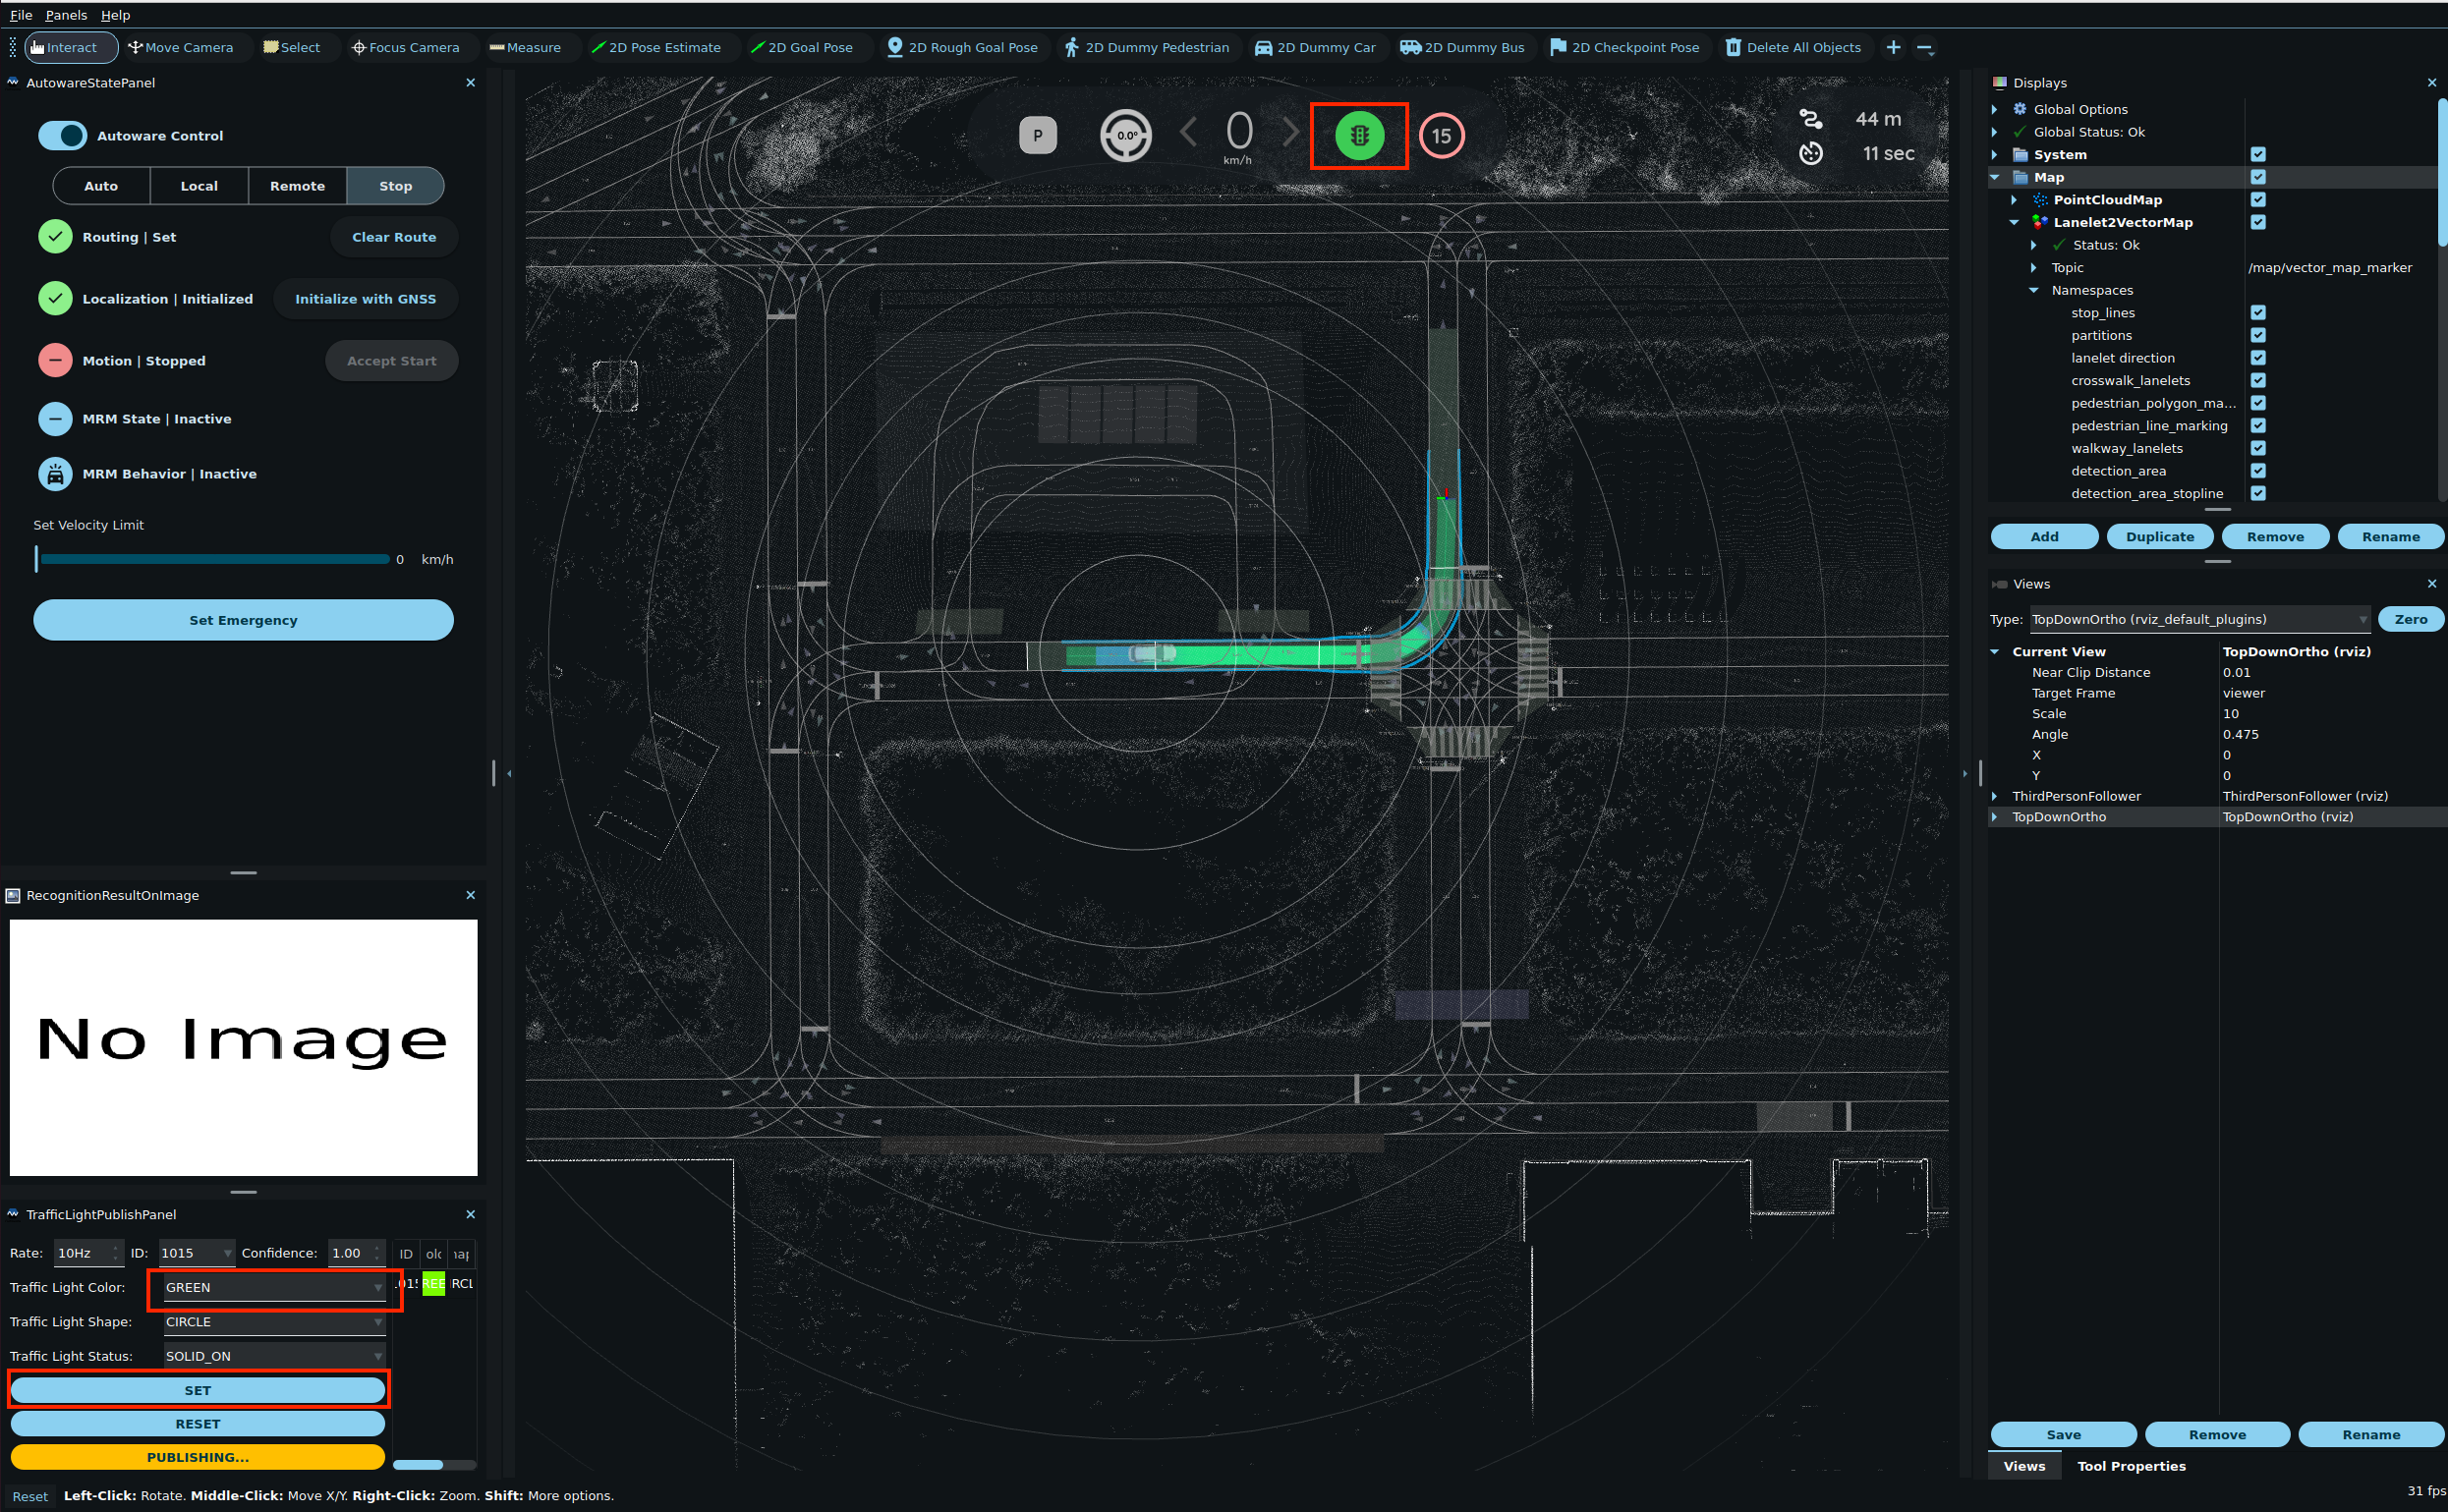 File Panels Help
Interact Move Camera Select Focus Camera Measure 2D Pose Estimate 2D Goal Pose 2D Rough Goal Pose 2D Dummy Pedestrian 2D Dummy Car 2D Dummy Bus 2D Checkpoint Pose Delete All Objects
AutowareStatePanel
Autoware Control
Auto Local Remote Stop
Routing | Set Clear Route
Localization | Initialized Initialize with GNSS
Motion | Stopped Accept Start
MRM State | Inactive
MRM Behavior | Inactive
Set Velocity Limit
0 km/h
Set Emergency
RecognitionResultOnImage
No Image
TrafficLightPublishPanel
Rate: 10Hz ID: 1015 Confidence: 1.00 ID
Traffic Light Color: GREEN
Traffic Light Shape: CIRCLE
Traffic Light Status: SOLID_ON
SET
RESET
PUBLISHING...
Reset Left-Click: Rotate. Middle-Click: Move X/Y. Right-Click: Zoom. Shift: More options.
P 0.0° 0 15
km/h
44 m
11 sec
Displays
Global Options
Global Status: Ok
System
Map
PointCloudMap
Lanelet2VectorMap
Status: Ok
Topic /map/vector_map_marker
Namespaces
stop_lines
partitions
lanelet direction
crosswalk_lanelets
pedestrian_polygon_ma...
pedestrian_line_marking
walkway_lanelets
detection_area
detection_area_stopline
Add Duplicate Remove Rename
Views
Type: TopDownOrtho (rviz_default_plugins) Zero
Current View TopDownOrtho (rviz)
Near Clip Distance 0.01
Target Frame viewer
Scale 10
Angle 0.475
X 0
Y 0
ThirdPersonFollower ThirdPersonFollower (rviz)
TopDownOrtho TopDownOrtho (rviz)
Save Remove Rename
Views Tool Properties
31 fps